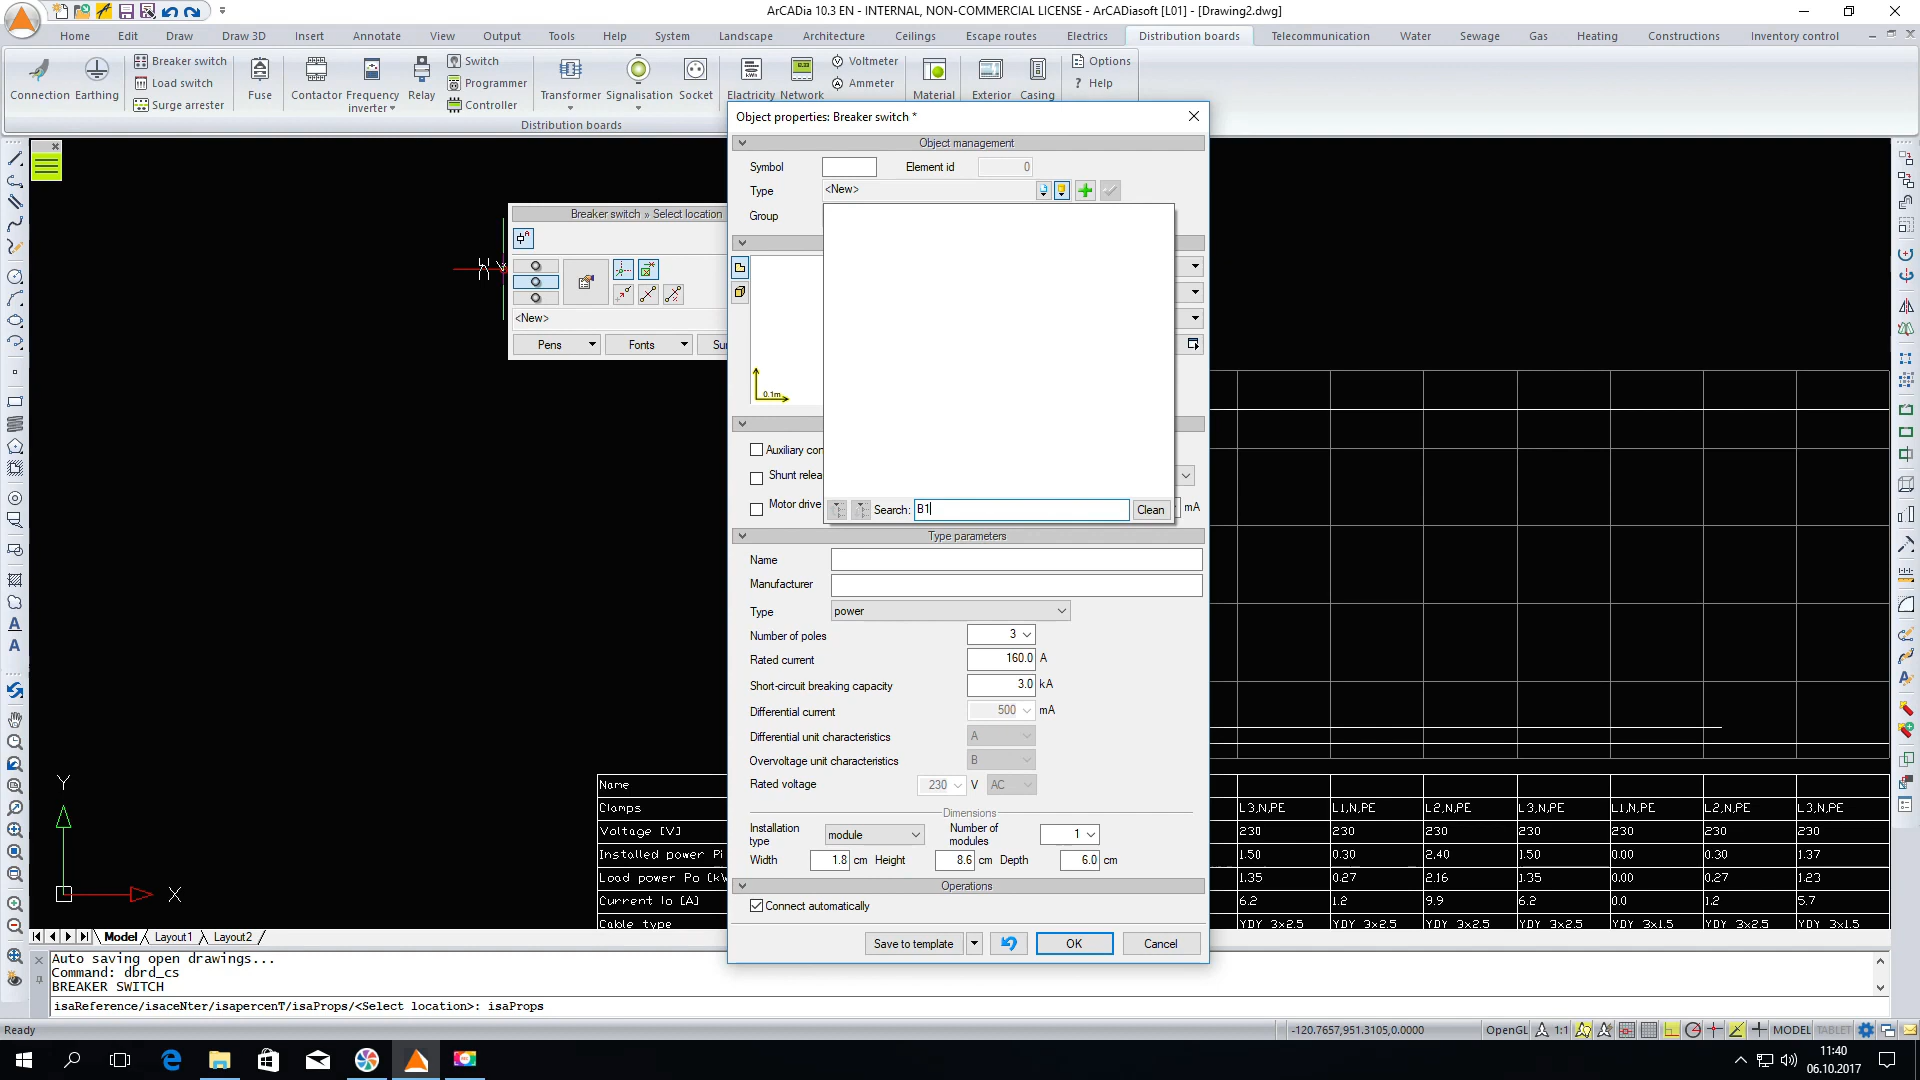 ArCADia 10.3 EN - INTERNAL, NON-COMMERCIAL LICENSE - ArCADiasoft [L01] - [Drawing2.dwg]
Home Edit Draw Draw 3D Insert Annotate View Output Tools Help System Landscape Architecture Ceilings Escape routes Electrics Distribution boards Telecommunication Water Sewage Gas Heating Constructions Inventory control
Breaker switch Switch Voltmeter Options
Load switch Programmer Ammeter Help
Connection Earthing Surge arrester Fuse Contactor Frequency inverter Relay Controller Transformer Signalisation Socket Electricity Network Material Exterior Casing
Distribution boards
Object properties: Breaker switch *
Object management
Symbol Element id 0
Type <New>
Group
Breaker switch » Select location
<New>
Pens Fonts Su
0.1m
Auxiliary con
Shunt relea
Motor drive mA
Search: B1 Clean
Type parameters
Name
Manufacturer
Type power
Number of poles 3
Rated current 160.0 A
Short-circuit breaking capacity 3.0 kA
Differential current 500 mA
Differential unit characteristics A
Overvoltage unit characteristics B
Rated voltage 230 V AC
Dimensions
Installation type module Number of modules 1
Width 1.8 cm Height 8.6 cm Depth 6.0 cm
Operations
Connect automatically
Save to template OK Cancel
Name
Clamps L3,N,PE L1,N,PE L2,N,PE L3,N,PE L1,N,PE L2,N,PE L3,N,PE
Voltage [V] 230 230 230 230 230 230 230
Installed power Pi 1.50 0.30 2.40 1.50 0.00 0.30 1.37
Load power Po [kW 1.35 0.27 2.16 1.35 0.00 0.27 1.23
Current Io [A] 6.2 1.2 9.9 6.2 0.0 1.2 5.7
Cable type YDY 3x2.5 YDY 3x2.5 YDY 3x2.5 YDY 3x2.5 YDY 3x1.5 YDY 3x2.5 YDY 3x2.5
Y
X
Model Layout1 Layout2
Auto saving open drawings...
Command: dbrd_cs
BREAKER SWITCH
isaReference/isaceNter/isapercenT/isaProps/<Select location>: isaProps
Ready -120.7657,951.3105,0.0000 OpenGL 1:1 MODEL TABLET
11:40
06.10.2017